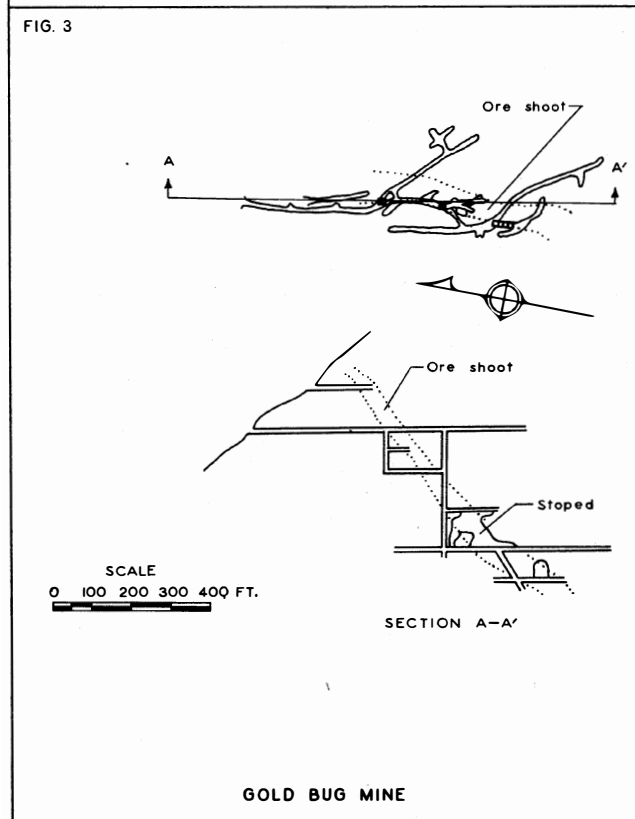 FIG. 3
Ore shoot
A
A'
Ore shoot
Stoped
SCALE
0 100 200 300 400 FT.
SECTION A-A'
GOLD BUG MINE